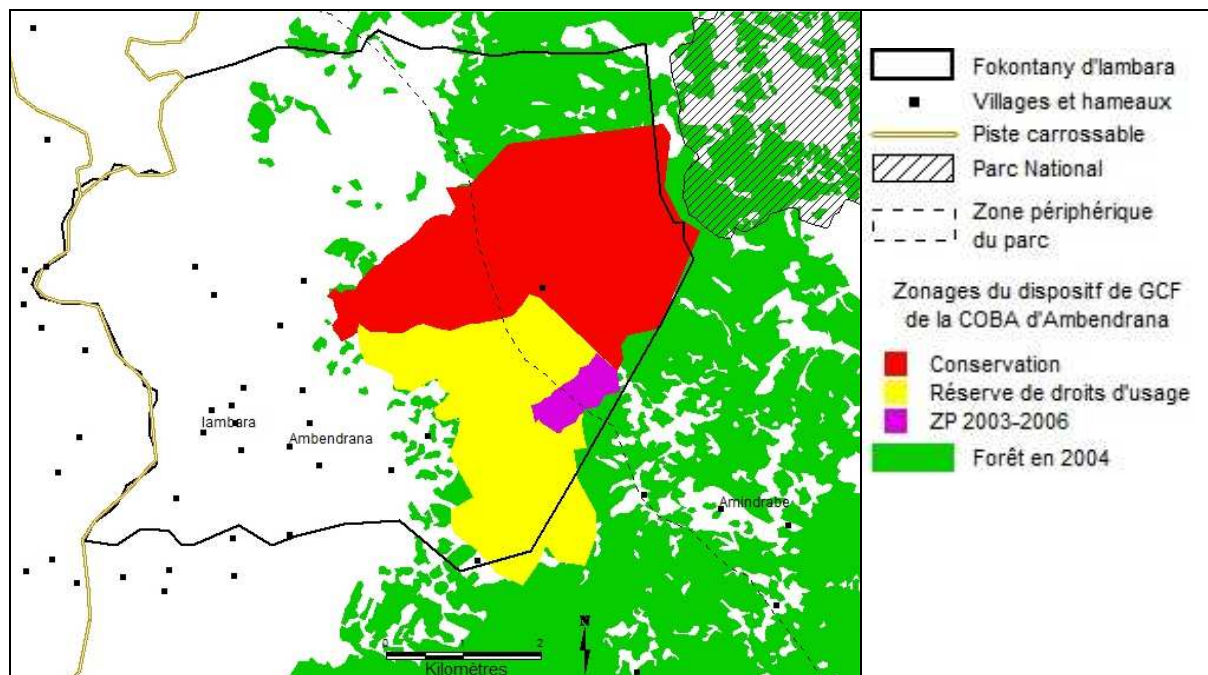 Iambara
Ambendrana
Amindrabe
N
0 1 2
Kilomètres
Fokontany d'Iambara
Villages et hameaux
Piste carrossable
Parc National
Zone périphérique
du parc
Zonages du dispositf de GCF
de la COBA d'Ambendrana
Conservation
Réserve de droits d'usage
ZP 2003-2006
Forêt en 2004